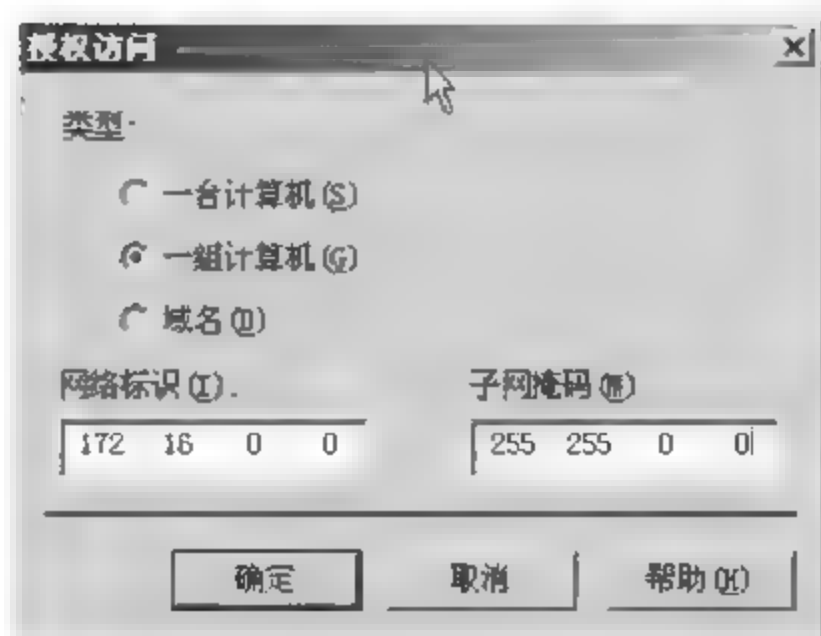 授权访问
类型:
一台计算机(S)
一组计算机(G)
域名(D)
网络标识(I):
子网掩码(M)
172 16 0 0
255 255 0 0
确定 取消 帮助(H)